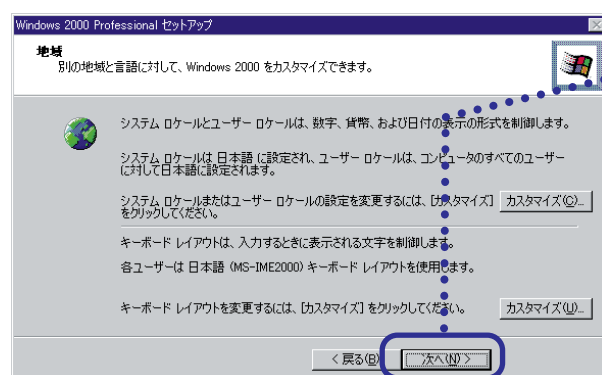 Windows 2000 Professional セットアップ
地域
別の地域と言語に対して、Windows 2000 をカスタマイズできます。
システム ロケールとユーザー ロケールは、数字、貨幣、および日付の表示の形式を制御します。
システム ロケールは 日本語 に設定され、ユーザー ロケールは、コンピュータのすべてのユーザー
に対して日本語に設定されます。
システム ロケールまたはユーザー ロケールの設定を変更するには、[カスタマイズ] カスタマイズ(C)...
をクリックしてください。
キーボード レイアウトは、入力するときに表示される文字を制御します。
各ユーザーは 日本語 (MS-IME2000) キーボード レイアウトを使用します。
キーボード レイアウトを変更するには、[カスタマイズ] をクリックしてください。 カスタマイズ(U)...
< 戻る(B) 次へ(N) >